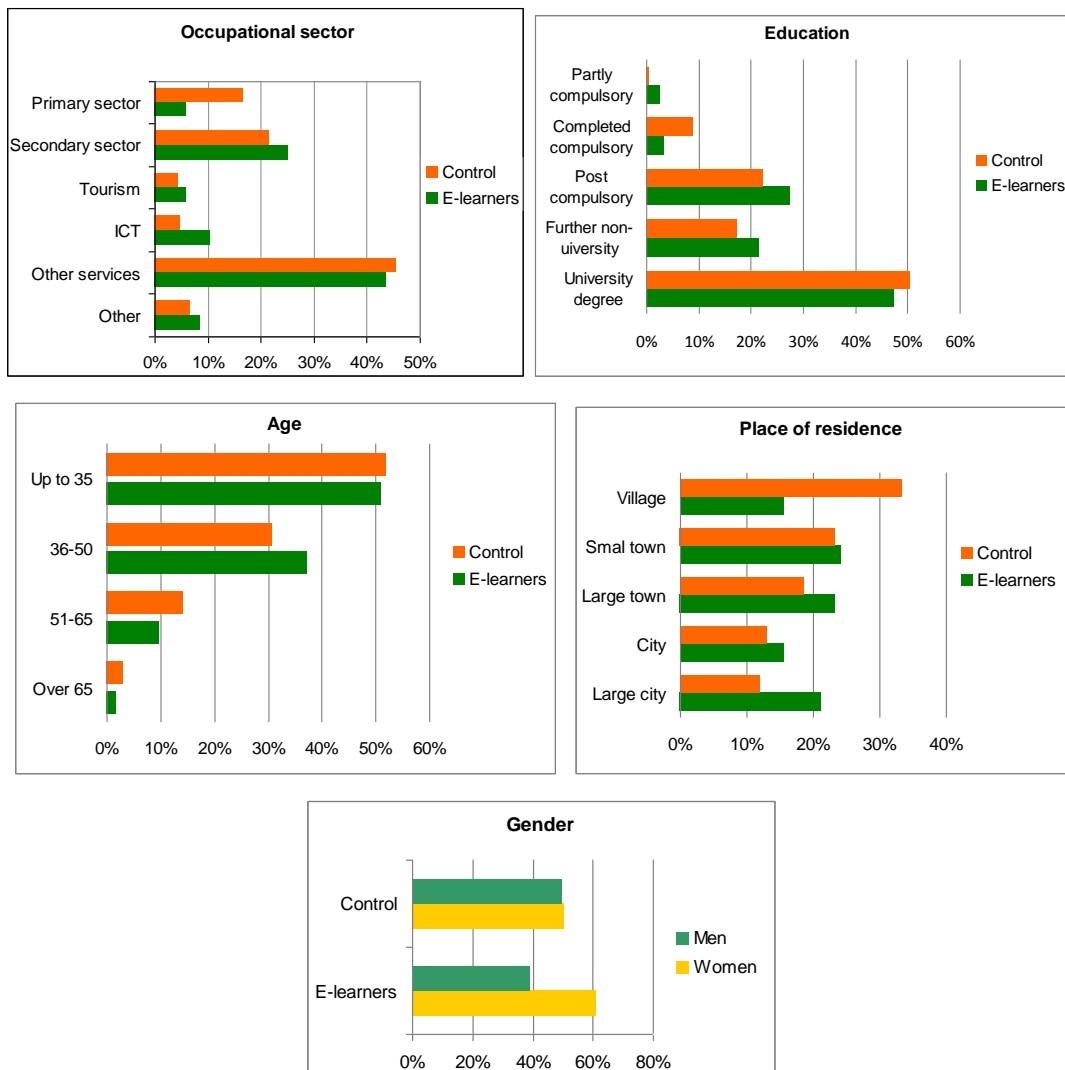 Occupational sector
Primary sector
Secondary sector
Tourism
ICT
Other services
Other
0% 10% 20% 30% 40% 50%
Control
E-learners
Education
Partly
compulsory
Completed
compulsory
Post
compulsory
Further non-
uiversity
University
degree
0% 10% 20% 30% 40% 50% 60%
Control
E-learners
Age
Up to 35
36-50
51-65
Over 65
0% 10% 20% 30% 40% 50% 60%
Control
E-learners
Place of residence
Village
Smal town
Large town
City
Large city
0% 10% 20% 30% 40%
Control
E-learners
Gender
Control
E-learners
0% 20% 40% 60% 80%
Men
Women